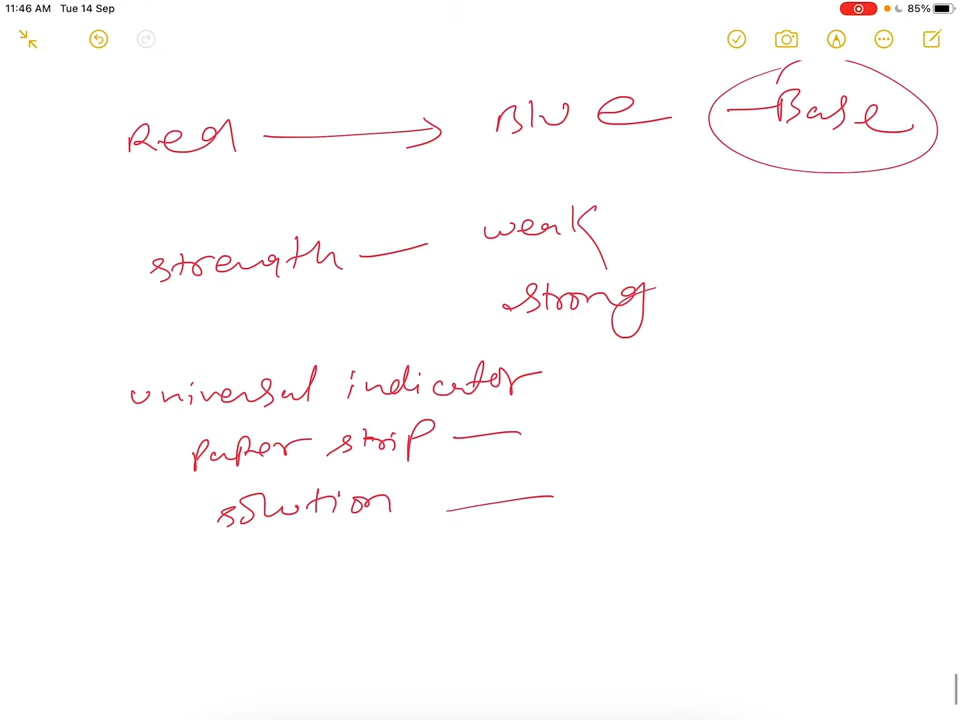 11:46 AM Tue 14 Sep 85%
Red → Blue — Base
strength — weak
strong
universal indicator
paper strip —
solution —